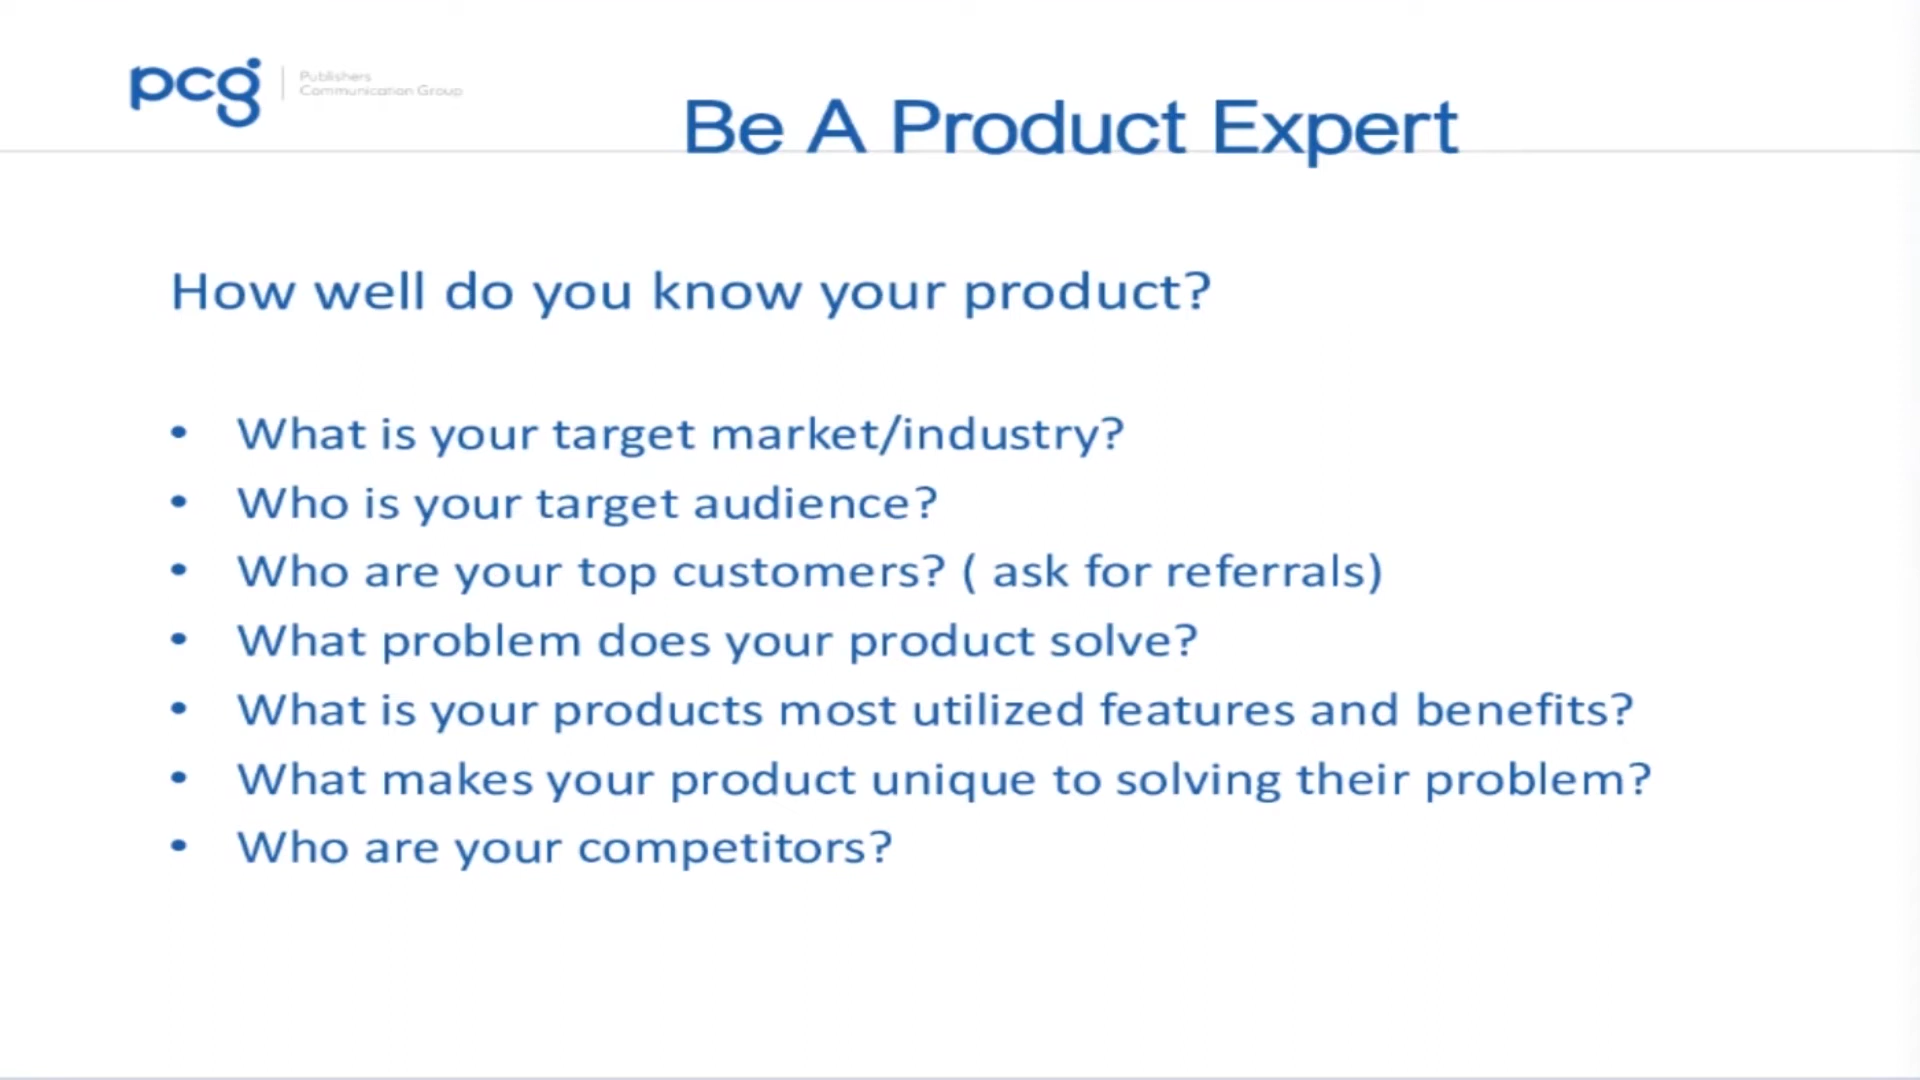 pcg
Publishers
Communication Group
Be A Product Expert
How well do you know your product?
• What is your target market/industry?
• Who is your target audience?
• Who are your top customers? ( ask for referrals)
• What problem does your product solve?
• What is your products most utilized features and benefits?
• What makes your product unique to solving their problem?
• Who are your competitors?